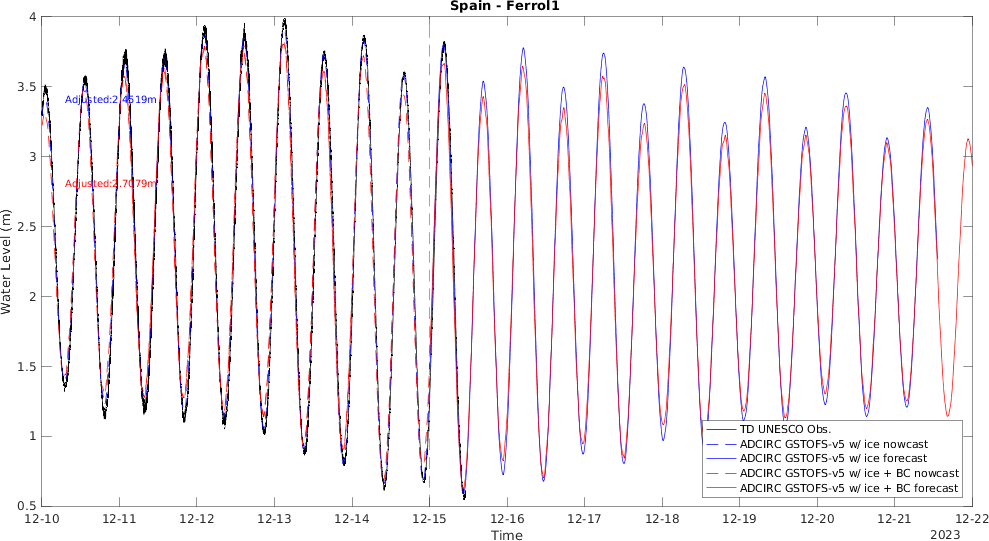 Spain - Ferrol1
4
3.5
3
2.5
2
1.5
1
0.5
Water Level (m)
Adjusted:2.4519m
Adjusted:2.7079m
TD UNESCO Obs.
ADCIRC GSTOFS-v5 w/ ice nowcast
ADCIRC GSTOFS-v5 w/ ice forecast
ADCIRC GSTOFS-v5 w/ ice + BC nowcast
ADCIRC GSTOFS-v5 w/ ice + BC forecast
12-10 12-11 12-12 12-13 12-14 12-15 12-16 12-17 12-18 12-19 12-20 12-21 12-22
Time
2023